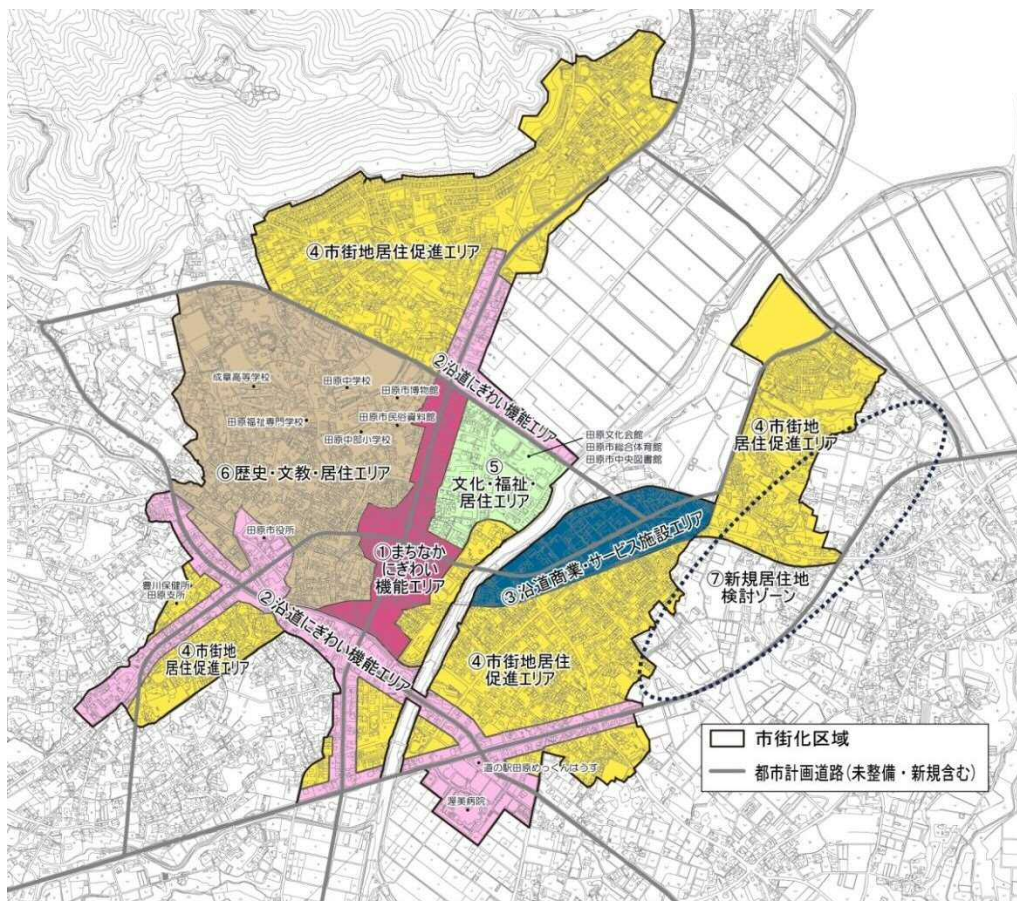 ④市街地居住促進エリア
②沿道にぎわい機能エリア
成章高等学校
田原中学校
田原市博物館
田原福祉専門学校
田原市民俗資料館
田原中部小学校
⑥歴史・文教・居住エリア
田原文化会館
田原市総合体育館
田原市中央図書館
⑤
文化・福祉・
居住エリア
④市街地
居住促進エリア
田原市役所
①まちなか
にぎわい
機能エリア
③沿道商業・サービス施設エリア
⑦新規居住地
検討ゾーン
豊川保健所
田原支所
②沿道にぎわい機能エリア
④市街地
居住促進エリア
④市街地居住
促進エリア
道の駅田原めっくんはうす
渥美病院
市街化区域
都市計画道路(未整備・新規含む)